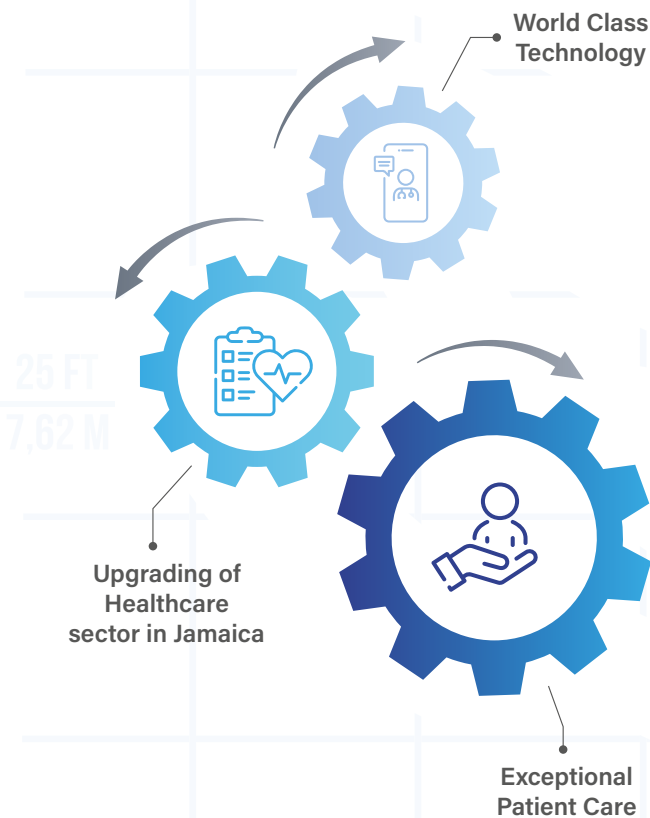 World Class
Technology
25 FT
7,62 M
Upgrading of
Healthcare
sector in Jamaica
Exceptional
Patient Care